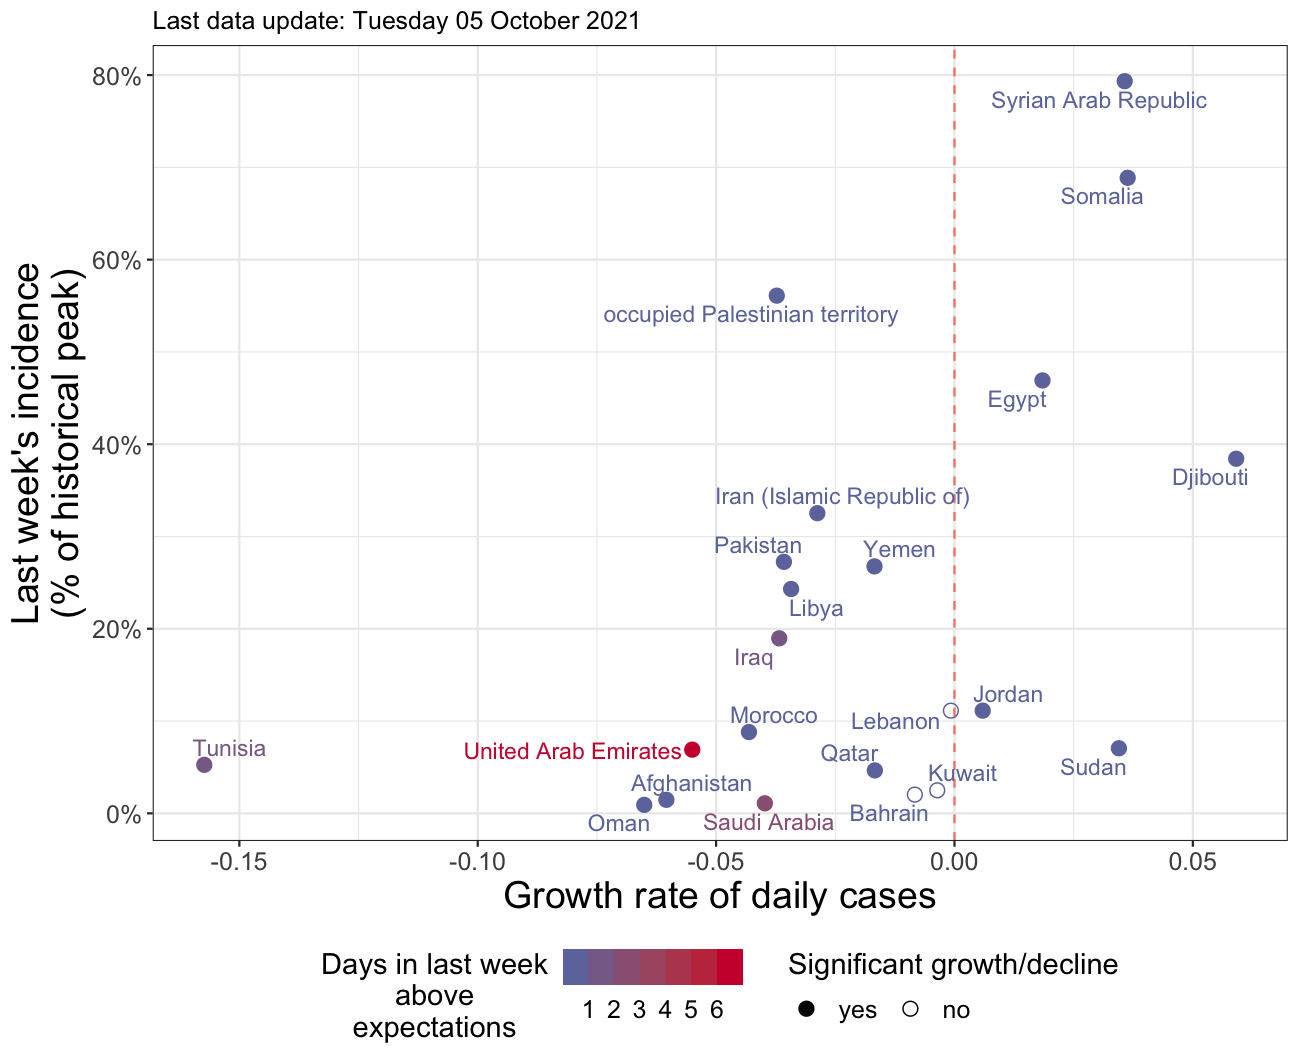 Last data update: Tuesday 05 October 2021
Last week's incidence
(% of historical peak)
80%
60%
40%
20%
0%
Syrian Arab Republic
Somalia
occupied Palestinian territory
Egypt
Djibouti
Iran (Islamic Republic of)
Pakistan
Yemen
Libya
Iraq
Jordan
Morocco
Lebanon
Tunisia
United Arab Emirates
Qatar
Sudan
Kuwait
Afghanistan
Bahrain
Oman
Saudi Arabia
-0.15 -0.10 -0.05 0.00 0.05
Growth rate of daily cases
Days in last week
above
expectations
1 2 3 4 5 6
Significant growth/decline
yes no